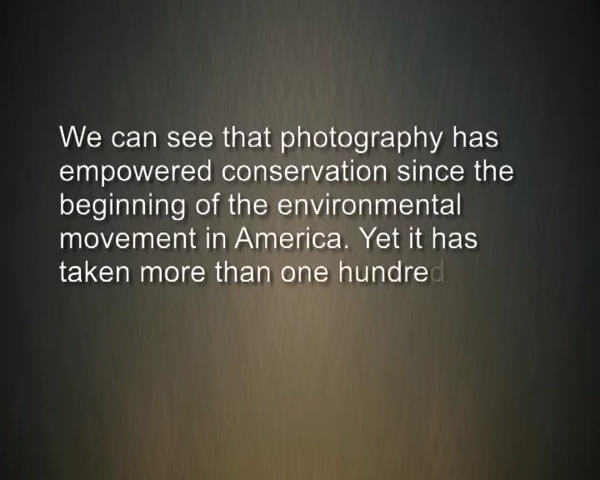 We can see that photography has
empowered conservation since the
beginning of the environmental
movement in America. Yet it has
taken more than one hundred